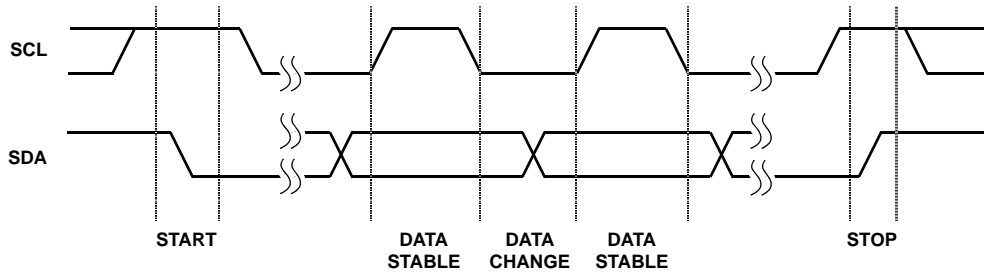 SCL
SDA
START
DATA STABLE
DATA CHANGE
DATA STABLE
STOP